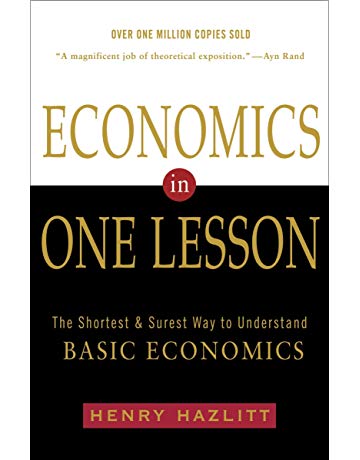 OVER ONE MILLION COPIES SOLD
“A magnificent job of theoretical exposition.”—Ayn Rand
ECONOMICS
in
ONE LESSON
The Shortest & Surest Way to Understand
BASIC ECONOMICS
HENRY HAZLITT